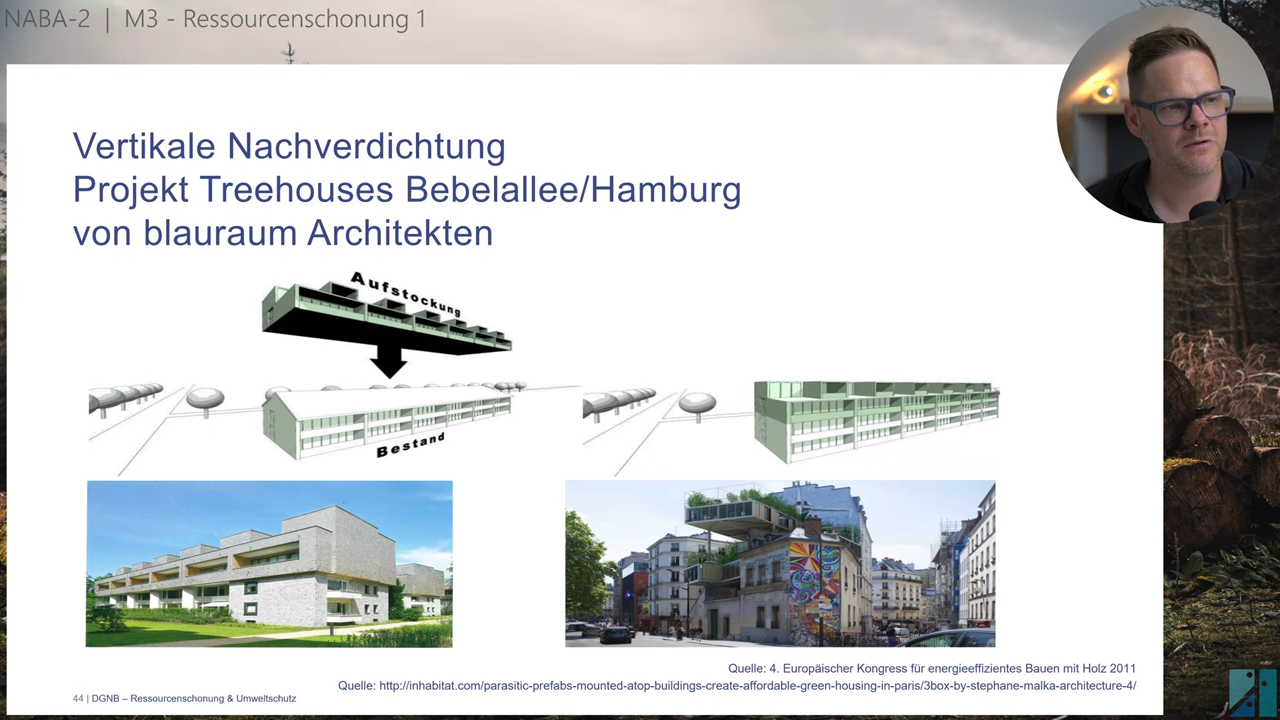 NABA-2 | M3 - Ressourcenschonung 1
Vertikale Nachverdichtung
Projekt Treehouses Bebelallee/Hamburg
von blauraum Architekten
Aufstockung
Bestand
Quelle: 4. Europäischer Kongress für energieeffizientes Bauen mit Holz 2011
Quelle: http://inhabitat.com/parasitic-prefabs-mounted-atop-buildings-create-affordable-green-housing-in-paris/3box-by-stephane-malka-architecture-4/
44 | DGNB – Ressourcenschonung & Umweltschutz